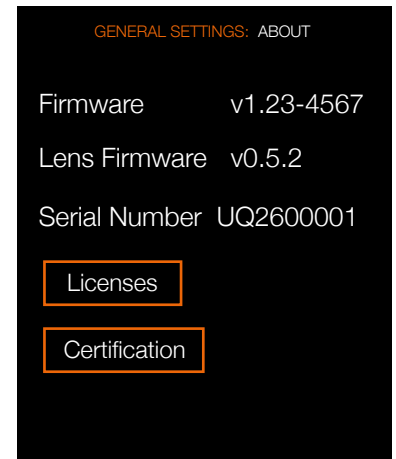 GENERAL SETTINGS: ABOUT
Firmware v1.23-4567
Lens Firmware v0.5.2
Serial Number UQ2600001
Licenses
Certification